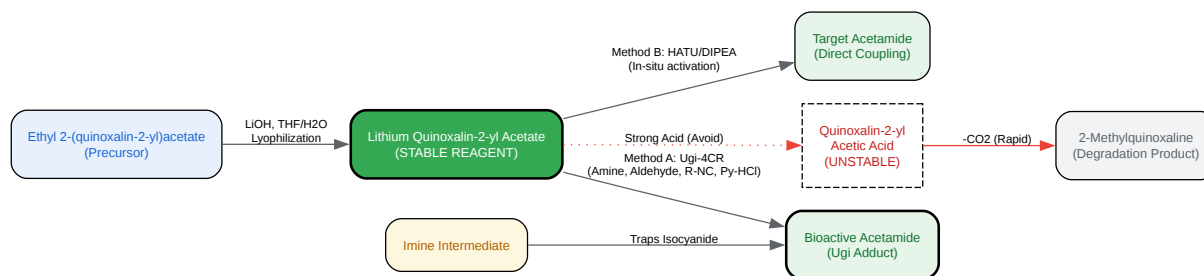 Target Acetamide
(Direct Coupling)
Method B: HATU/DIPEA
(In-situ activation)
Ethyl 2-(quinoxalin-2-yl)acetate
(Precursor)
LiOH, THF/H2O
Lyophilization
Lithium Quinoxalin-2-yl Acetate
(STABLE REAGENT)
Strong Acid (Avoid)
Quinoxalin-2-yl
Acetic Acid
(UNSTABLE)
-CO2 (Rapid)
2-Methylquinoxaline
(Degradation Product)
Method A: Ugi-4CR
(Amine, Aldehyde, R-NC, Py-HCl)
Imine Intermediate
Traps Isocyanide
Bioactive Acetamide
(Ugi Adduct)